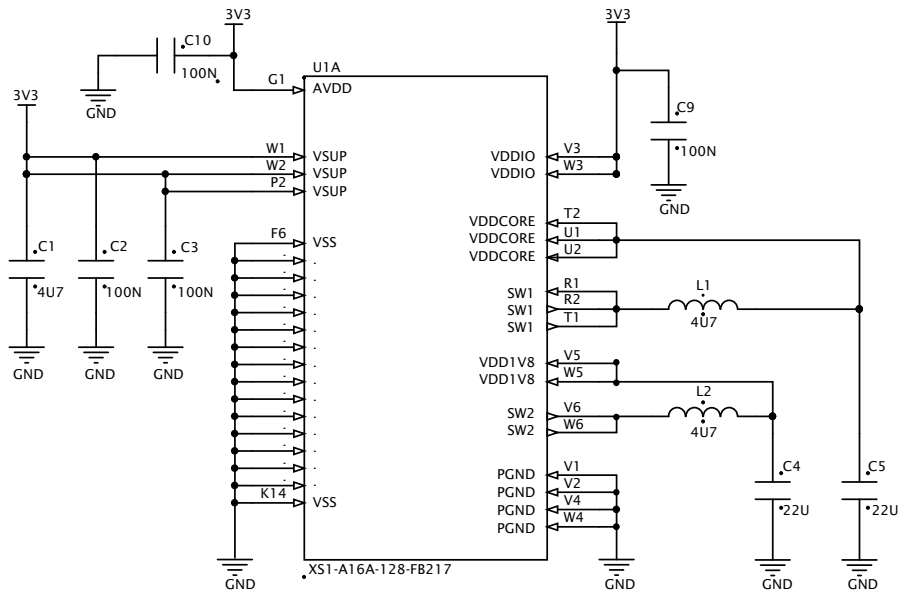 3V3
C10
100N
GND
3V3
U1A
G1
AVDD
3V3
C9
100N
GND
W1
VSUP
W2
VSUP
P2
VSUP
V3
VDDIO
W3
VDDIO
F6
VSS
C1
4U7
GND
C2
100N
GND
C3
100N
GND
T2
VDDCORE
U1
VDDCORE
U2
VDDCORE
R1
SW1
R2
SW1
T1
SW1
L1
4U7
V5
VDD1V8
W5
VDD1V8
L2
4U7
V6
SW2
W6
SW2
K14
VSS
V1
PGND
V2
PGND
V4
PGND
W4
PGND
C4
22U
C5
22U
GND
XS1-A16A-128-FB217
GND
GND
GND